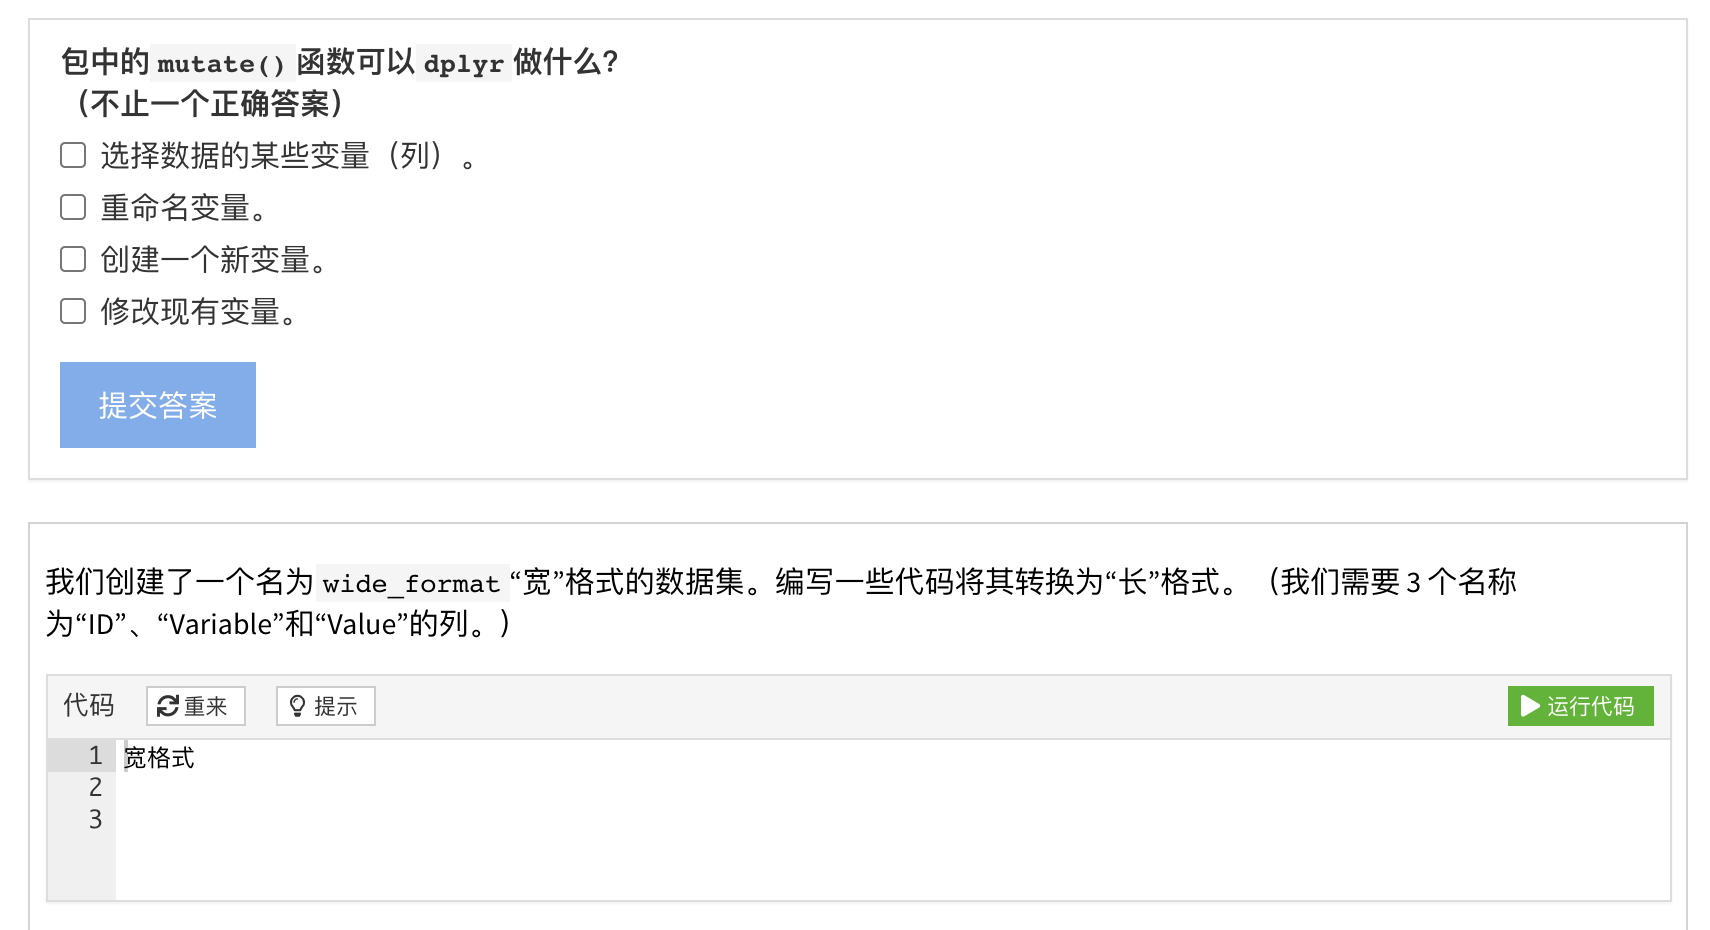 包中的 mutate() 函数可以 dplyr 做什么?
（不止一个正确答案）
选择数据的某些变量（列）。
重命名变量。
创建一个新变量。
修改现有变量。
提交答案
我们创建了一个名为 wide_format “宽”格式的数据集。编写一些代码将其转换为“长”格式。（我们需要 3 个名称
为“ID”、“Variable”和“Value”的列。）
代码 重来 提示 运行代码
1 宽格式
2
3